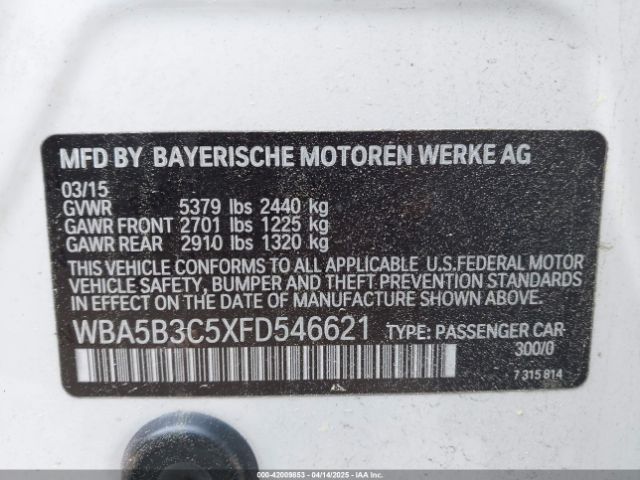 MFD BY BAYERISCHE MOTOREN WERKE AG
03/15
GVWR 5379 lbs 2440 kg
GAWR FRONT 2701 lbs 1225 kg
GAWR REAR 2910 lbs 1320 kg
THIS VEHICLE CONFORMS TO ALL APPLICABLE U.S.FEDERAL MOTOR
VEHICLE SAFETY, BUMPER AND THEFT PREVENTION STANDARDS
IN EFFECT ON THE DATE OF MANUFACTURE SHOWN ABOVE.
WBA5B3C5XFD546621 TYPE: PASSENGER CAR
300/0
7 315 814
000-42009853 - 04/14/2025 - COPYRIGHT IAA, LLC.